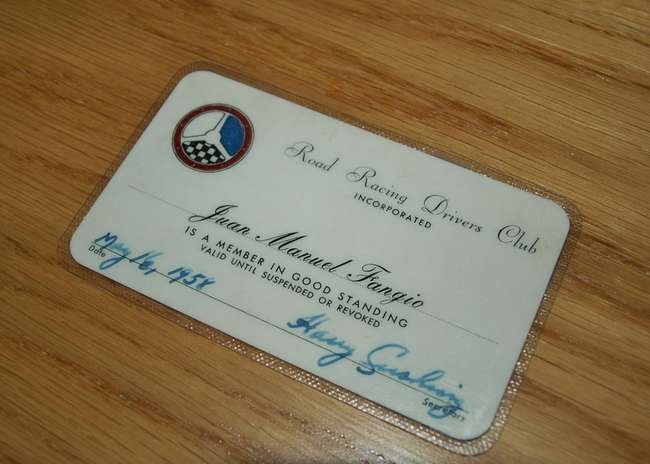 Road Racing Drivers Club
INCORPORATED
Juan Manuel Fangio
IS A MEMBER IN GOOD STANDING
VALID UNTIL SUSPENDED OR REVOKED
May 16, 1958
Date
Harry
Secretary